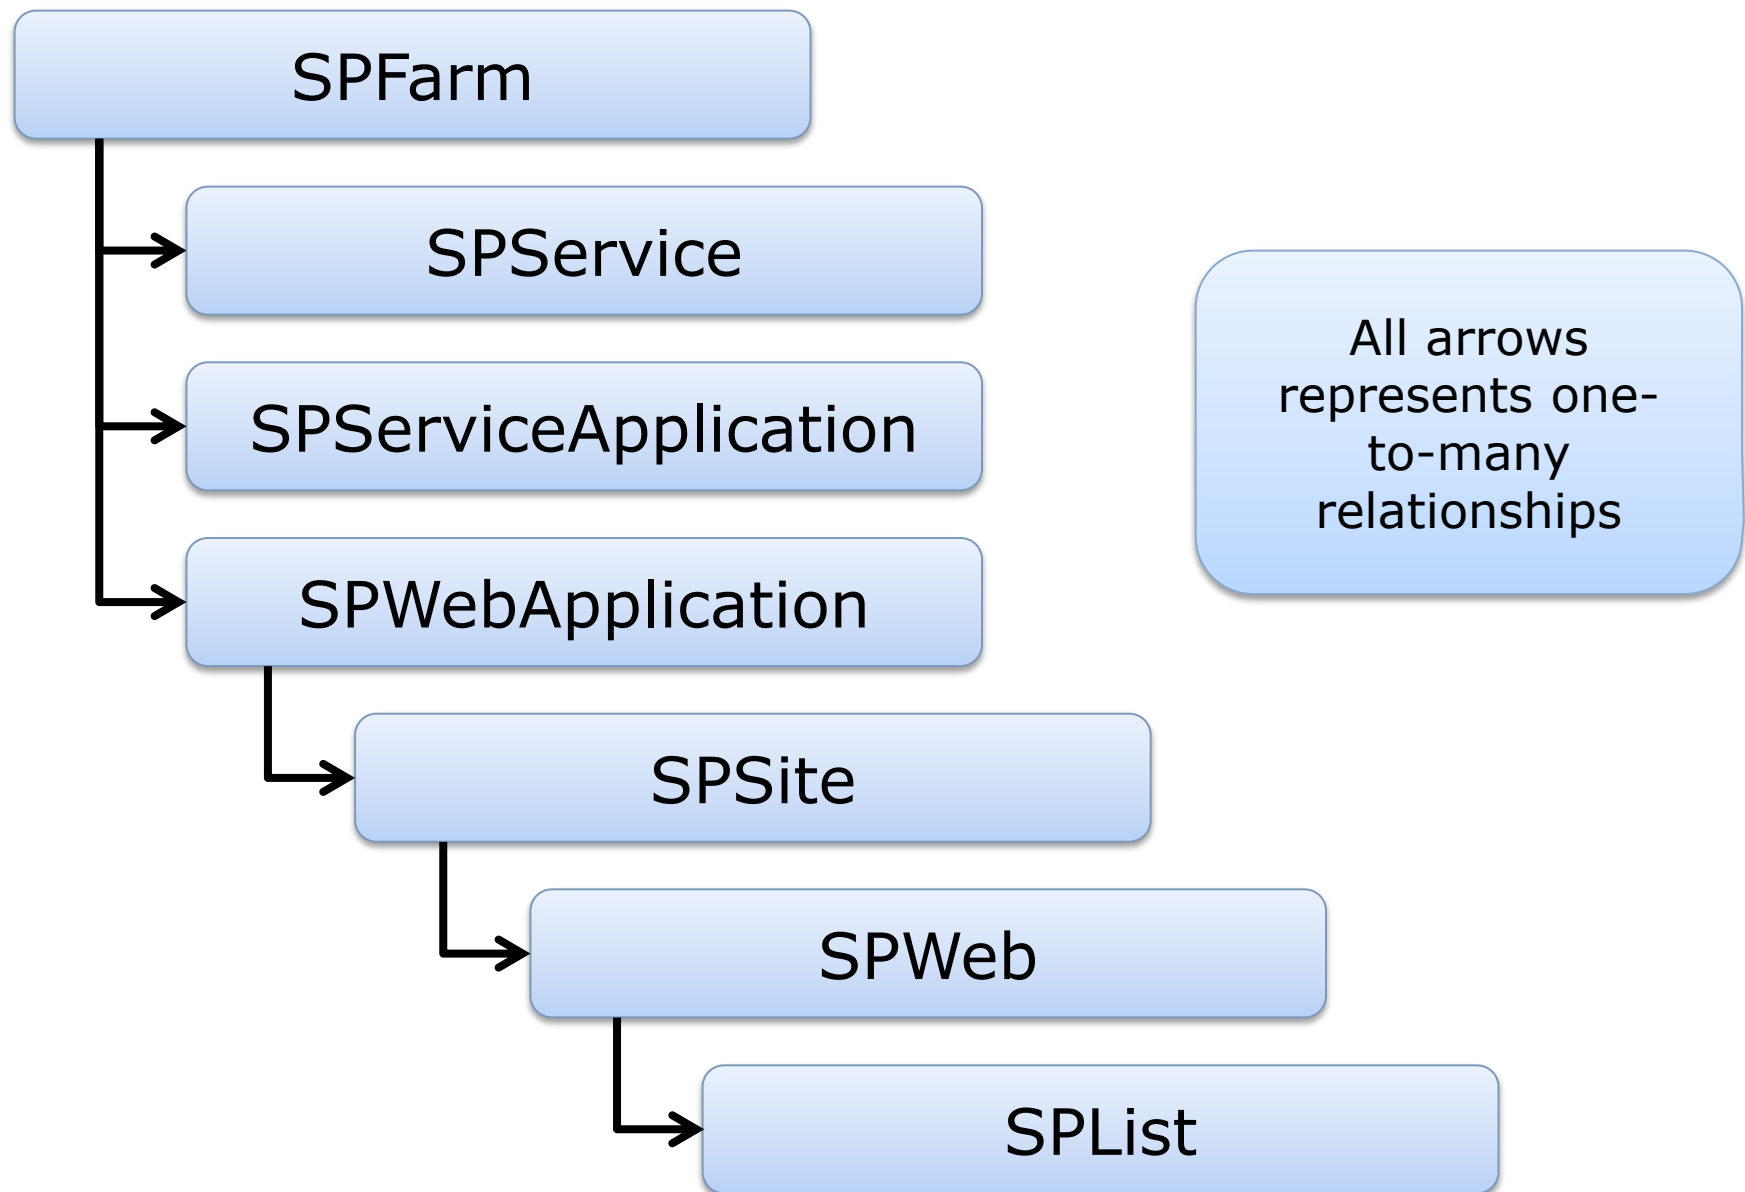 SPFarm
SPService
SPServiceApplication
SPWebApplication
SPSite
SPWeb
SPList
All arrows
represents one-
to-many
relationships